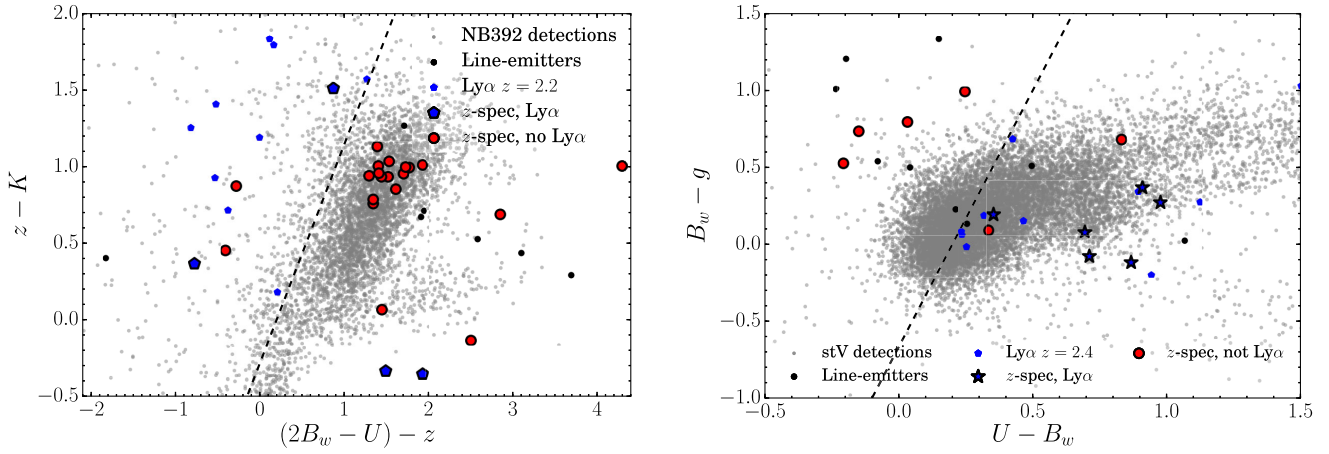 2.0
1.5
1.0
0.5
0.0
−0.5
−2
−1
0
1
2
3
4
z − K
(2B_w − U) − z
NB392 detections
Line-emitters
Lyα z = 2.2
z-spec, Lyα
z-spec, no Lyα
1.5
1.0
0.5
0.0
−0.5
−1.0
−0.5
0.0
0.5
1.0
1.5
B_w − g
U − B_w
stV detections
Line-emitters
Lyα z = 2.4
z-spec, Lyα
z-spec, not Lyα